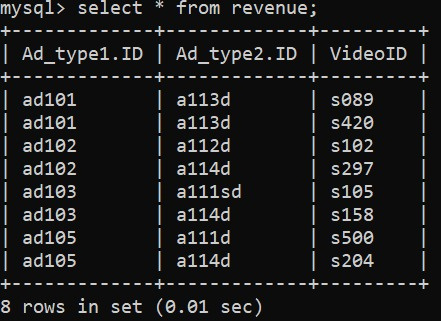 mysql> select * from revenue;
+-------------+-------------+---------+
| Ad_type1.ID | Ad_type2.ID | VideoID |
+-------------+-------------+---------+
| ad101       | a113d       | s089    |
| ad101       | a113d       | s420    |
| ad102       | a112d       | s102    |
| ad102       | a114d       | s297    |
| ad103       | a111sd      | s105    |
| ad103       | a114d       | s158    |
| ad105       | a111d       | s500    |
| ad105       | a114d       | s204    |
+-------------+-------------+---------+
8 rows in set (0.01 sec)